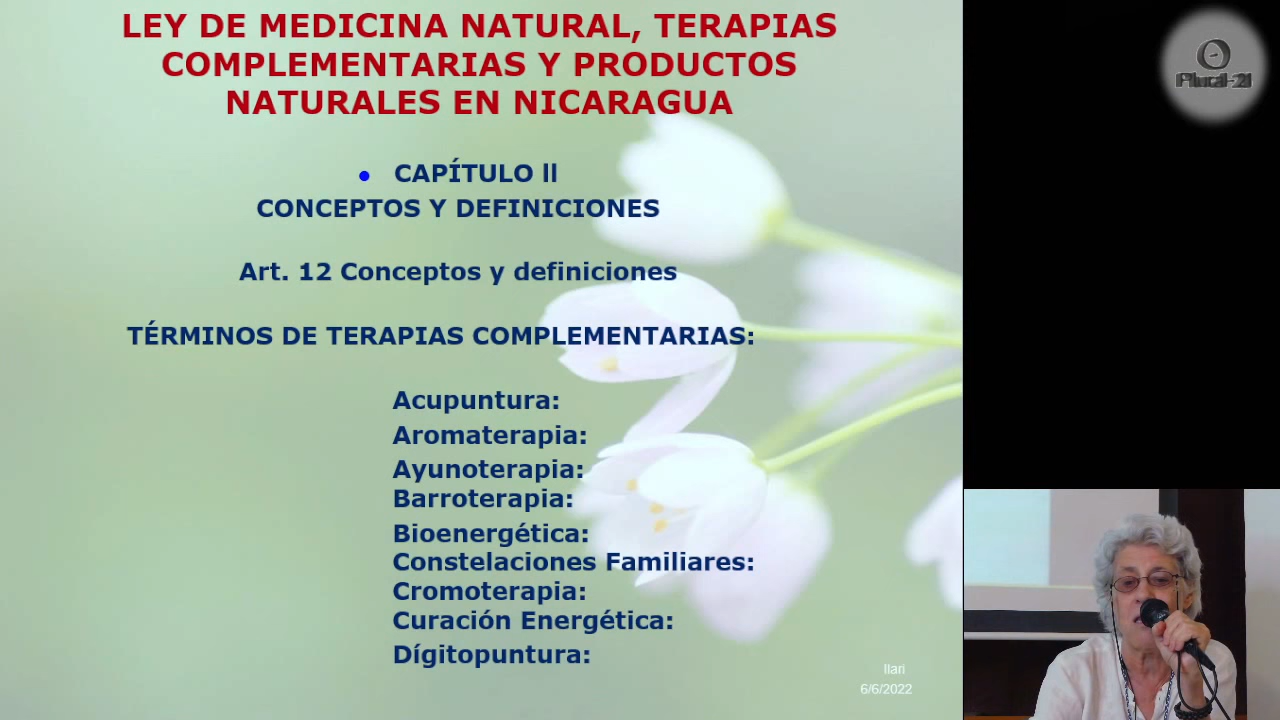 LEY DE MEDICINA NATURAL, TERAPIAS
COMPLEMENTARIAS Y PRODUCTOS
NATURALES EN NICARAGUA
• CAPÍTULO ll
CONCEPTOS Y DEFINICIONES
Art. 12 Conceptos y definiciones
TÉRMINOS DE TERAPIAS COMPLEMENTARIAS:
Acupuntura:
Aromaterapia:
Ayunoterapia:
Barroterapia:
Bioenergética:
Constelaciones Familiares:
Cromoterapia:
Curación Energética:
Dígitopuntura:
Ilari
6/6/2022
Plural-21